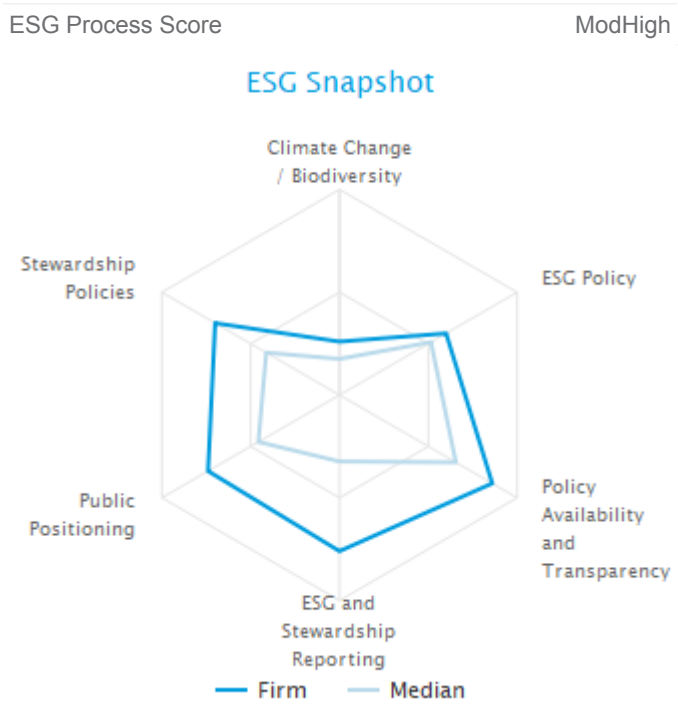 ESG Process Score ModHigh
ESG Snapshot
Climate Change
/ Biodiversity
Stewardship
Policies
ESG Policy
Public
Positioning
Policy
Availability
and
Transparency
ESG and
Stewardship
Reporting
Firm Median